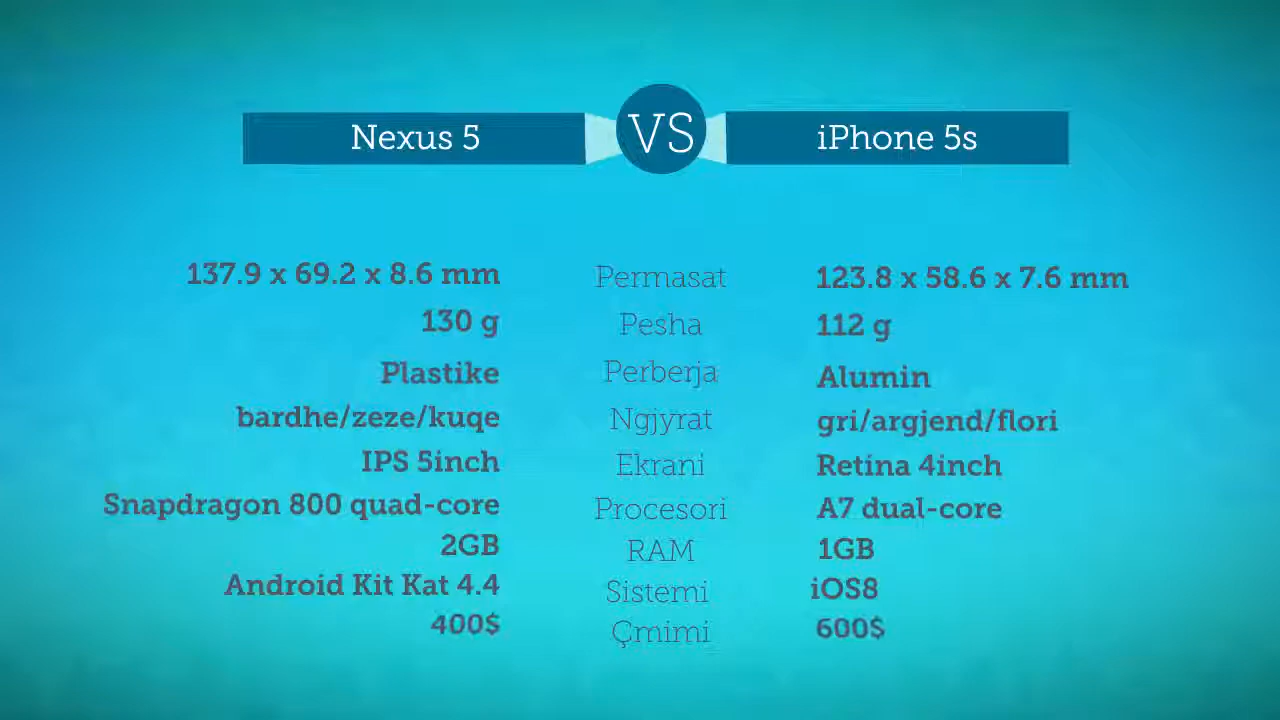 Nexus 5 VS iPhone 5s
137.9 x 69.2 x 8.6 mm Permasat 123.8 x 58.6 x 7.6 mm
130 g Pesha 112 g
Plastike Perberja Alumin
bardhe/zeze/kuqe Ngjyrat gri/argjend/flori
IPS 5inch Ekrani Retina 4inch
Snapdragon 800 quad-core Procesori A7 dual-core
2GB RAM 1GB
Android Kit Kat 4.4 Sistemi iOS8
400$ Çmimi 600$